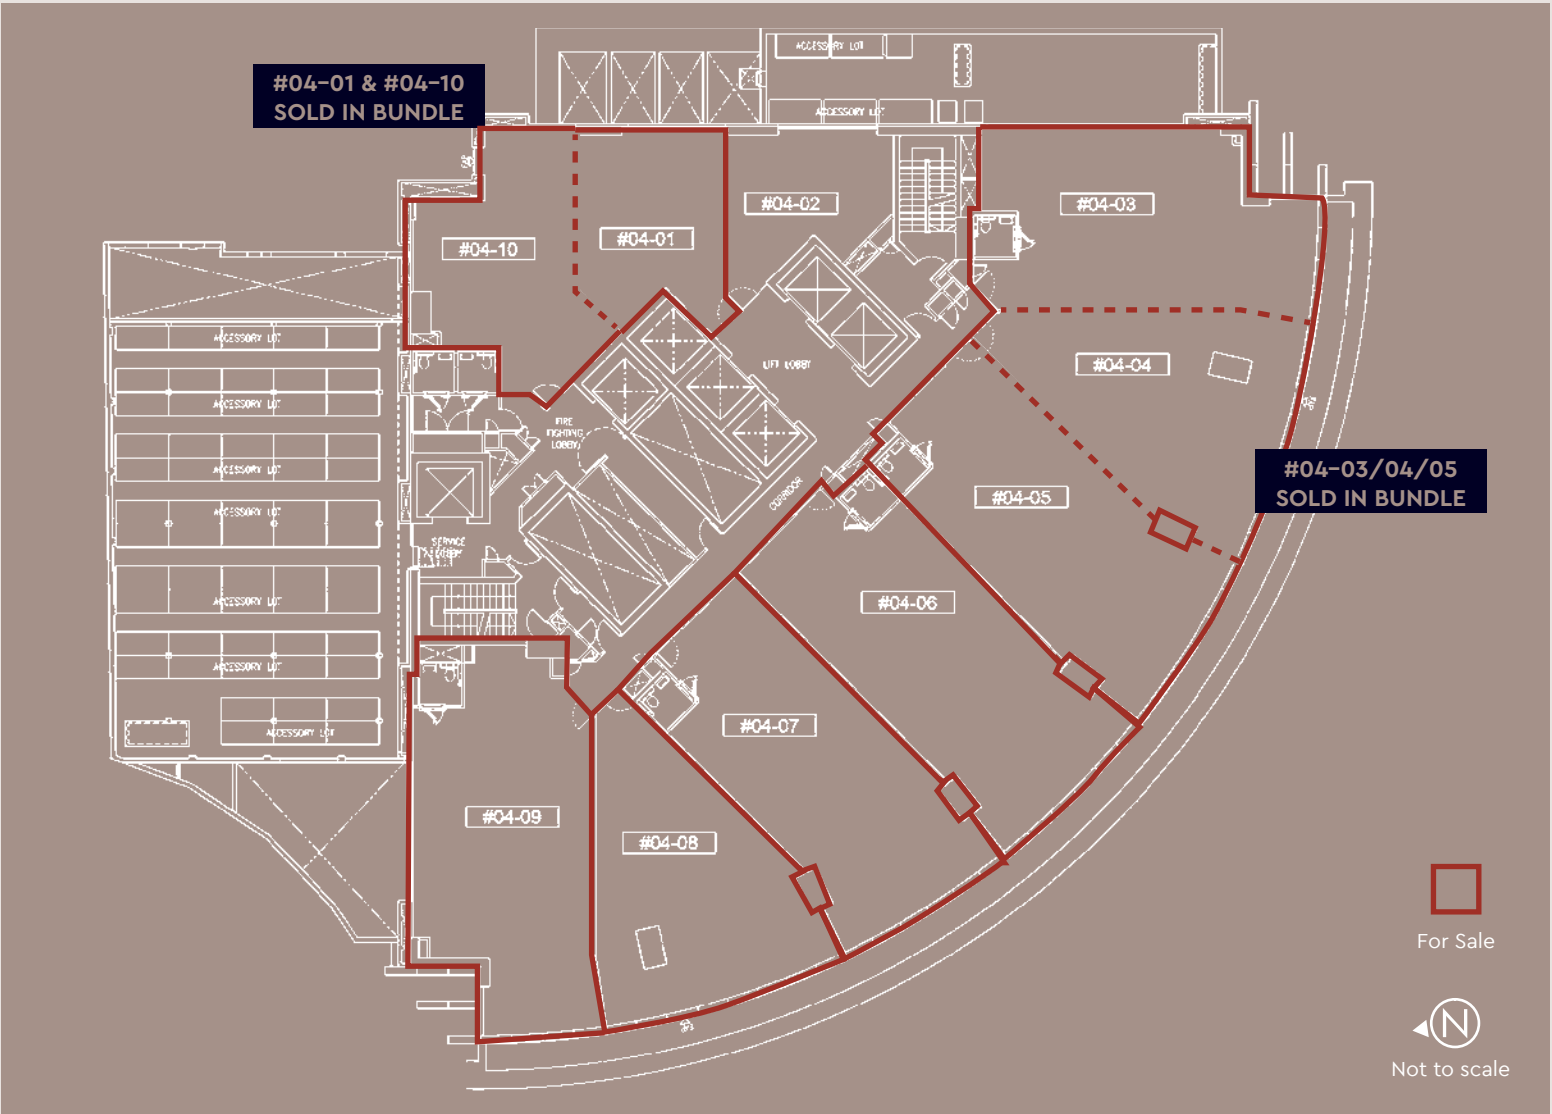 #04-01 & #04-10
SOLD IN BUNDLE
ACCESSORY LOT
ACCESSORY LOT
#04-02
#04-03
#04-01
#04-10
ACCESSORY LOT
LIFT LOBBY
#04-04
ACCESSORY LOT
FIRE
FIGHTING
LOBBY
ACCESSORY LOT
#04-03/04/05
SOLD IN BUNDLE
#04-05
CORRIDOR
ACCESSORY LOT
SERVICE
LOBBY
ACCESSORY LOT
#04-06
ACCESSORY LOT
#04-07
ACCESSORY LOT
#04-09
#04-08
For Sale
N
Not to scale